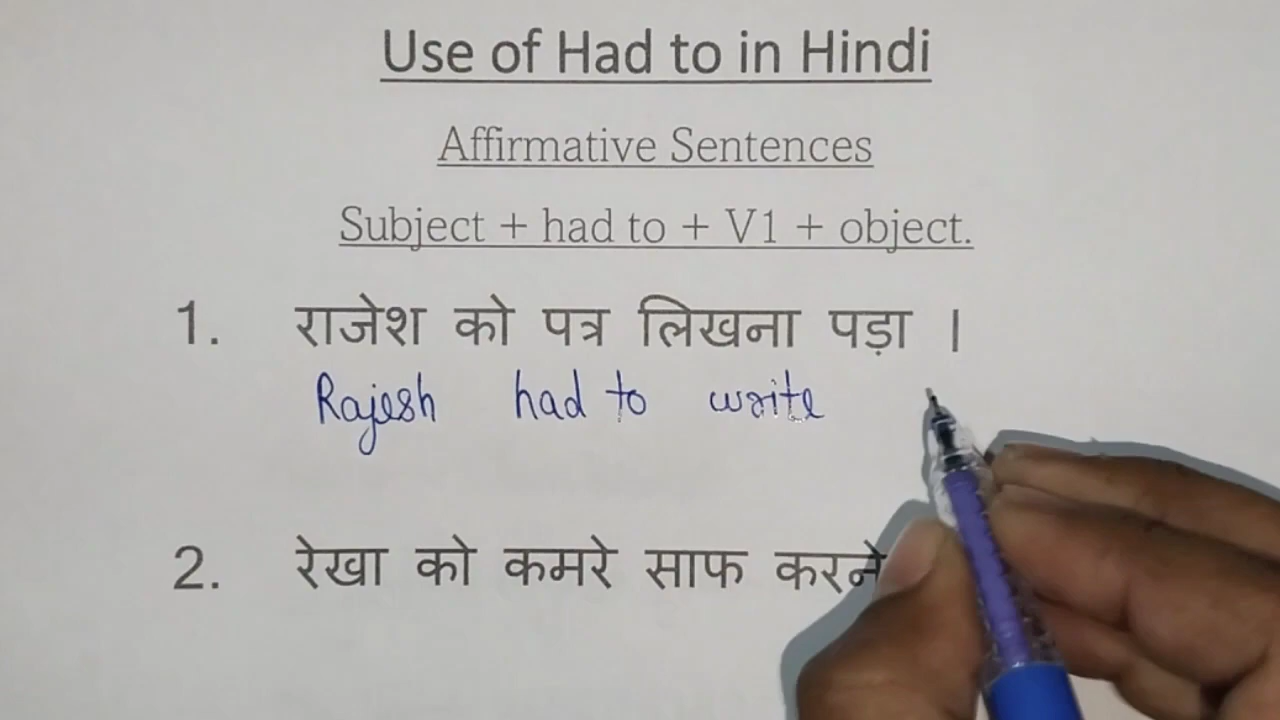 Use of Had to in Hindi
Affirmative Sentences
Subject + had to + V1 + object.
1. राजेश को पत्र लिखना पड़ा ।
Rajesh had to write
2. रेखा को कमरे साफ करने